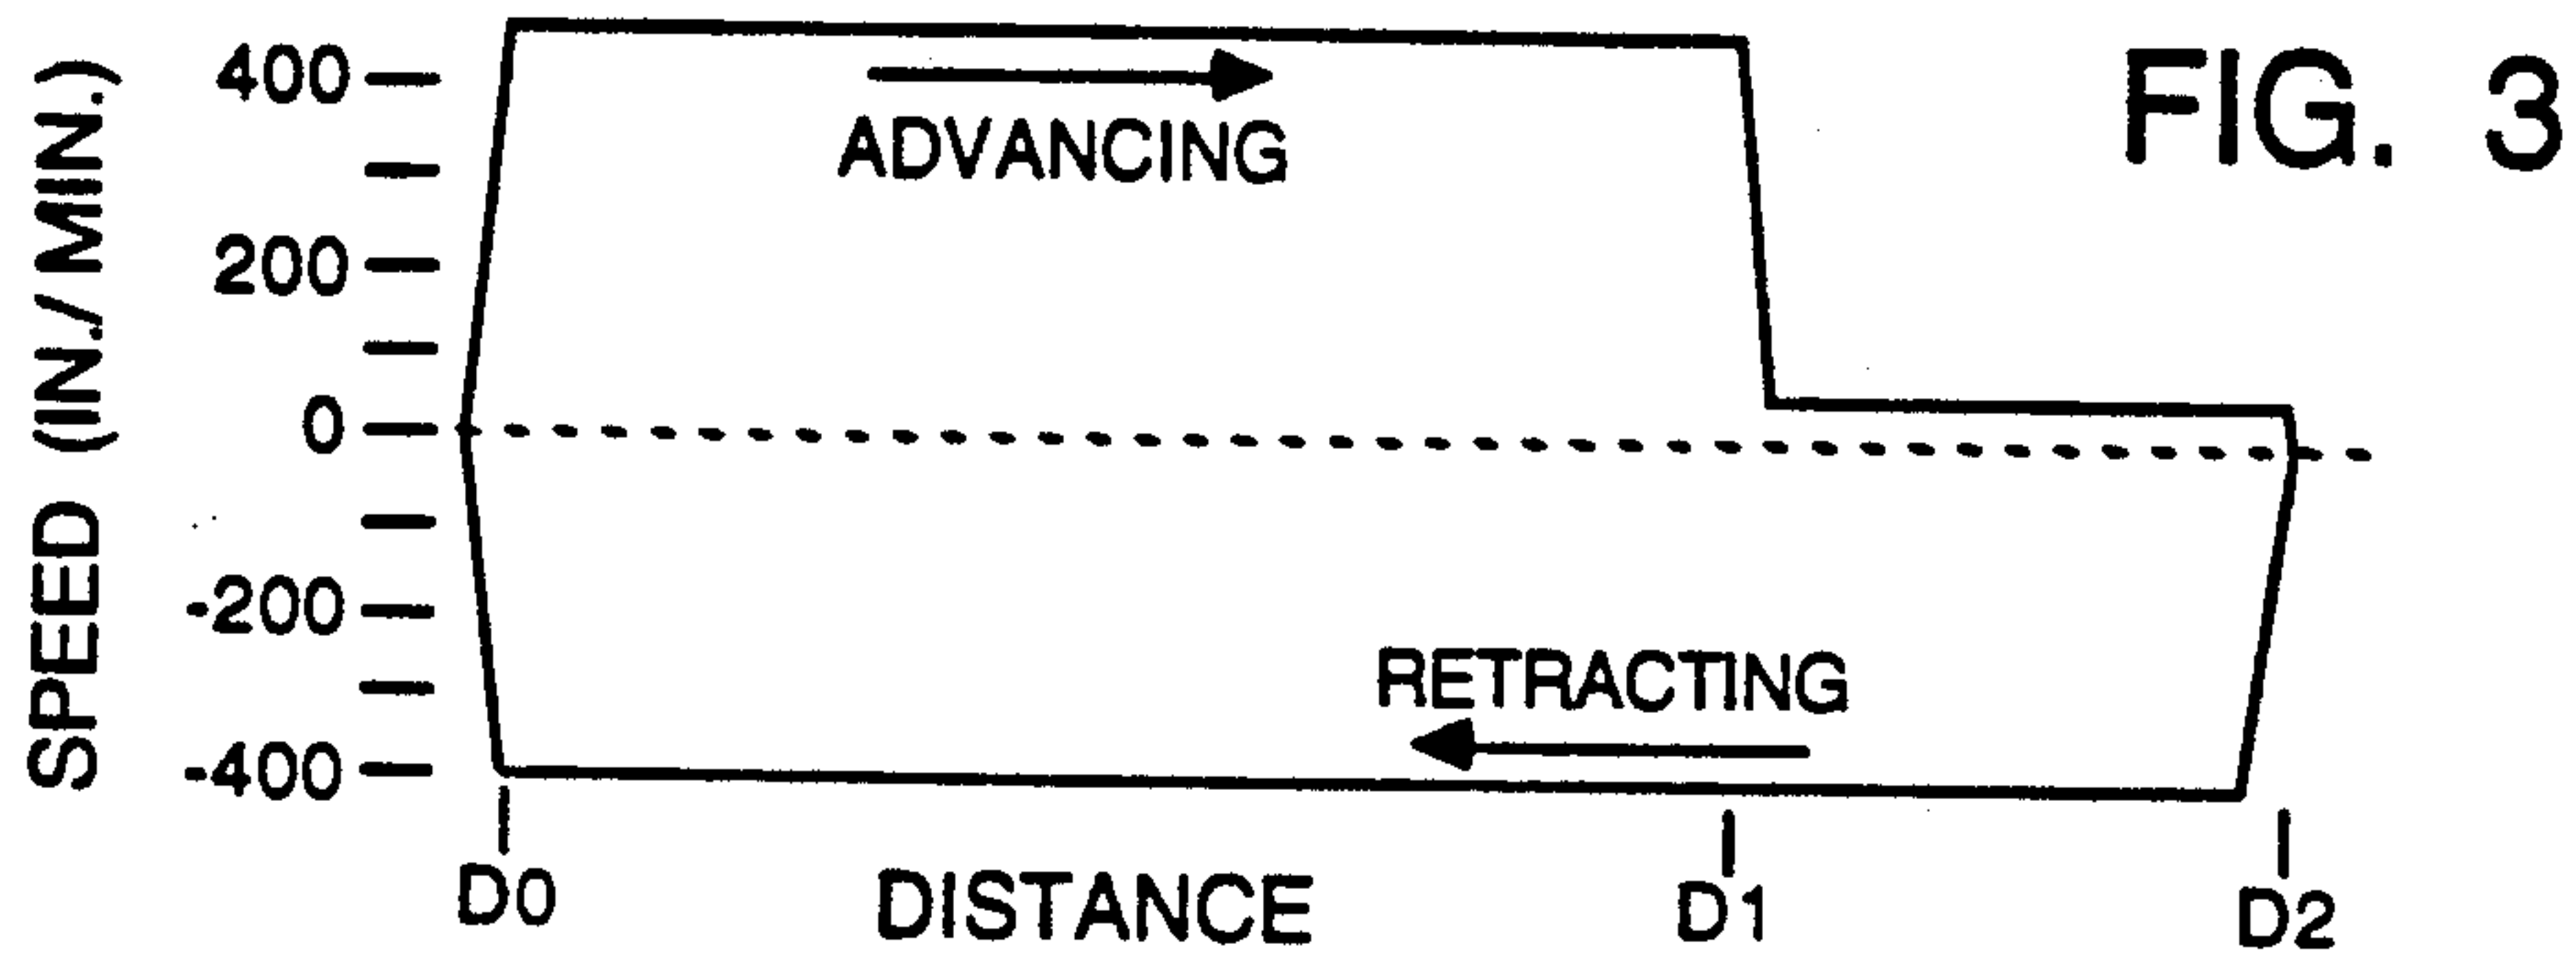 FIG. 3
SPEED (IN./MIN.)
400
200
0
-200
-400
ADVANCING
RETRACTING
D0
DISTANCE
D1
D2